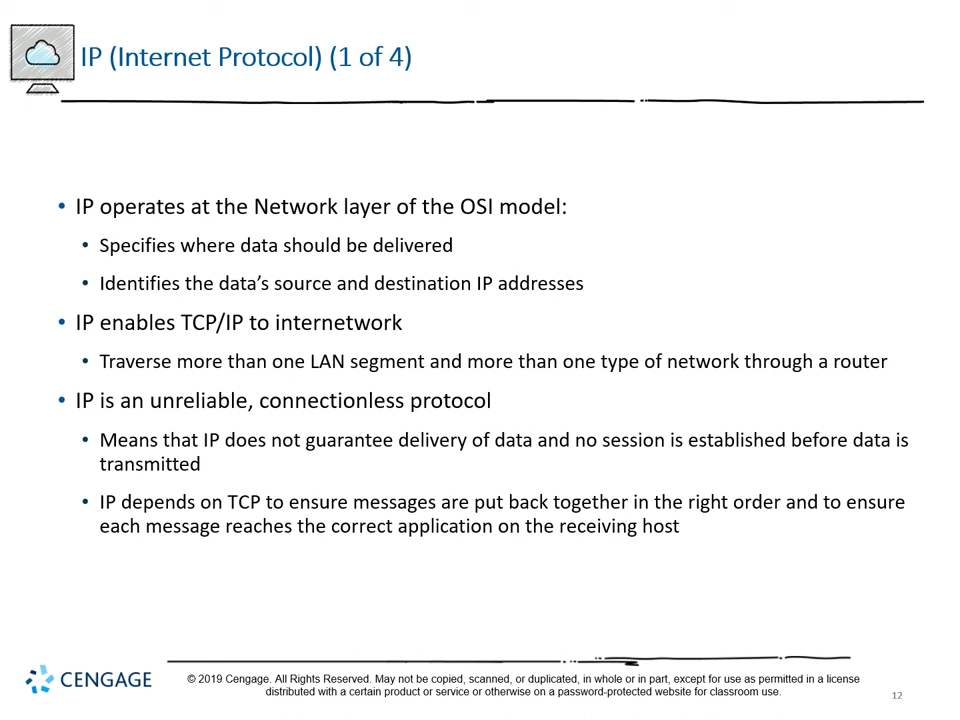 IP (Internet Protocol) (1 of 4)
• IP operates at the Network layer of the OSI model:
• Specifies where data should be delivered
• Identifies the data’s source and destination IP addresses
• IP enables TCP/IP to internetwork
• Traverse more than one LAN segment and more than one type of network through a router
• IP is an unreliable, connectionless protocol
• Means that IP does not guarantee delivery of data and no session is established before data is
transmitted
• IP depends on TCP to ensure messages are put back together in the right order and to ensure
each message reaches the correct application on the receiving host
CENGAGE
© 2019 Cengage. All Rights Reserved. May not be copied, scanned, or duplicated, in whole or in part, except for use as permitted in a license
distributed with a certain product or service or otherwise on a password-protected website for classroom use.
12